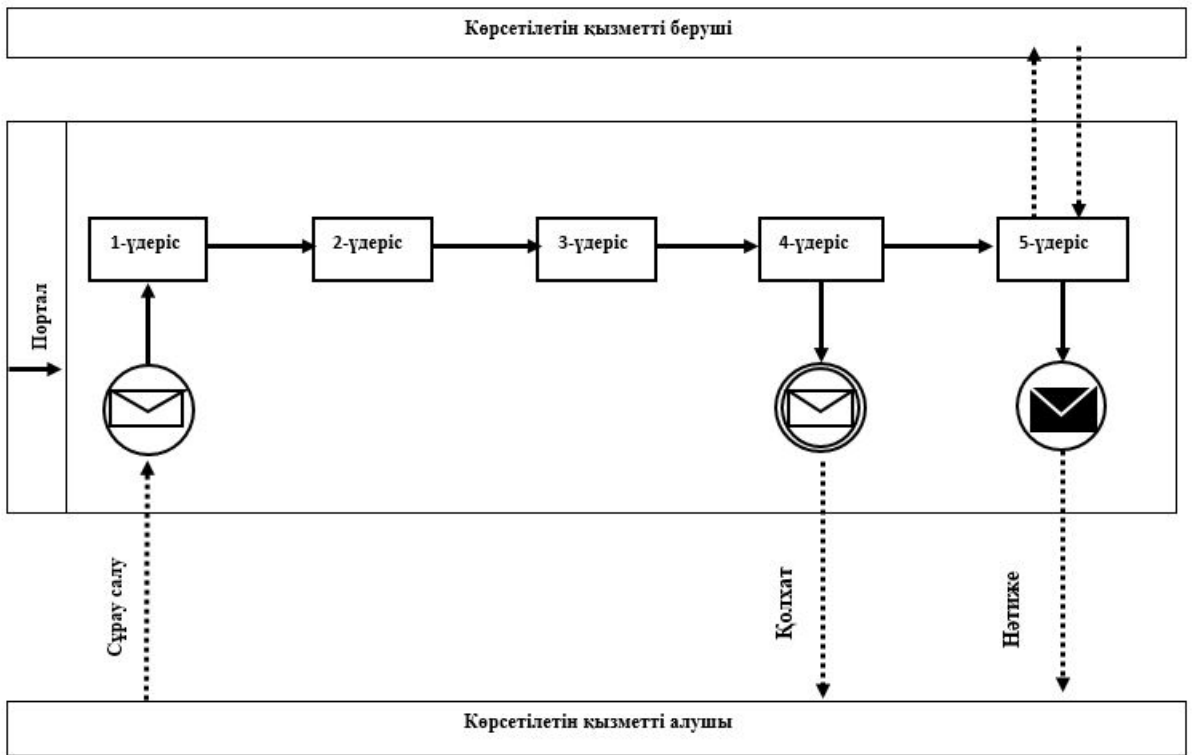 Көрсетілетін қызметті беруші
1-үдеріс
2-үдеріс
3-үдеріс
4-үдеріс
5-үдеріс
Портал
Сұрау салу
Қолхат
Нәтиже
Көрсетілетін қызметті алушы